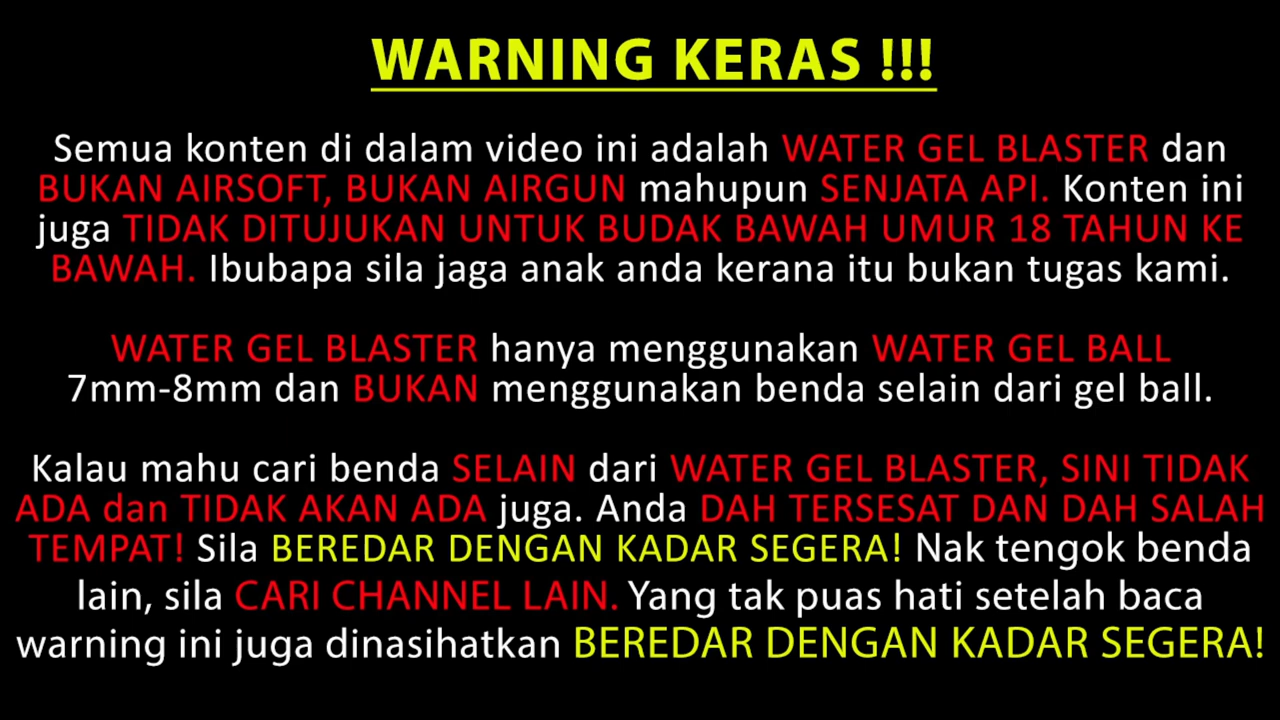 WARNING KERAS !!!
Semua konten di dalam video ini adalah WATER GEL BLASTER dan
BUKAN AIRSOFT, BUKAN AIRGUN mahupun SENJATA API. Konten ini
juga TIDAK DITUJUKAN UNTUK BUDAK BAWAH UMUR 18 TAHUN KE
BAWAH. Ibubapa sila jaga anak anda kerana itu bukan tugas kami.
WATER GEL BLASTER hanya menggunakan WATER GEL BALL
7mm-8mm dan BUKAN menggunakan benda selain dari gel ball.
Kalau mahu cari benda SELAIN dari WATER GEL BLASTER, SINI TIDAK
ADA dan TIDAK AKAN ADA juga. Anda DAH TERSESAT DAN DAH SALAH
TEMPAT! Sila BEREDAR DENGAN KADAR SEGERA! Nak tengok benda
lain, sila CARI CHANNEL LAIN. Yang tak puas hati setelah baca
warning ini juga dinasihatkan BEREDAR DENGAN KADAR SEGERA!